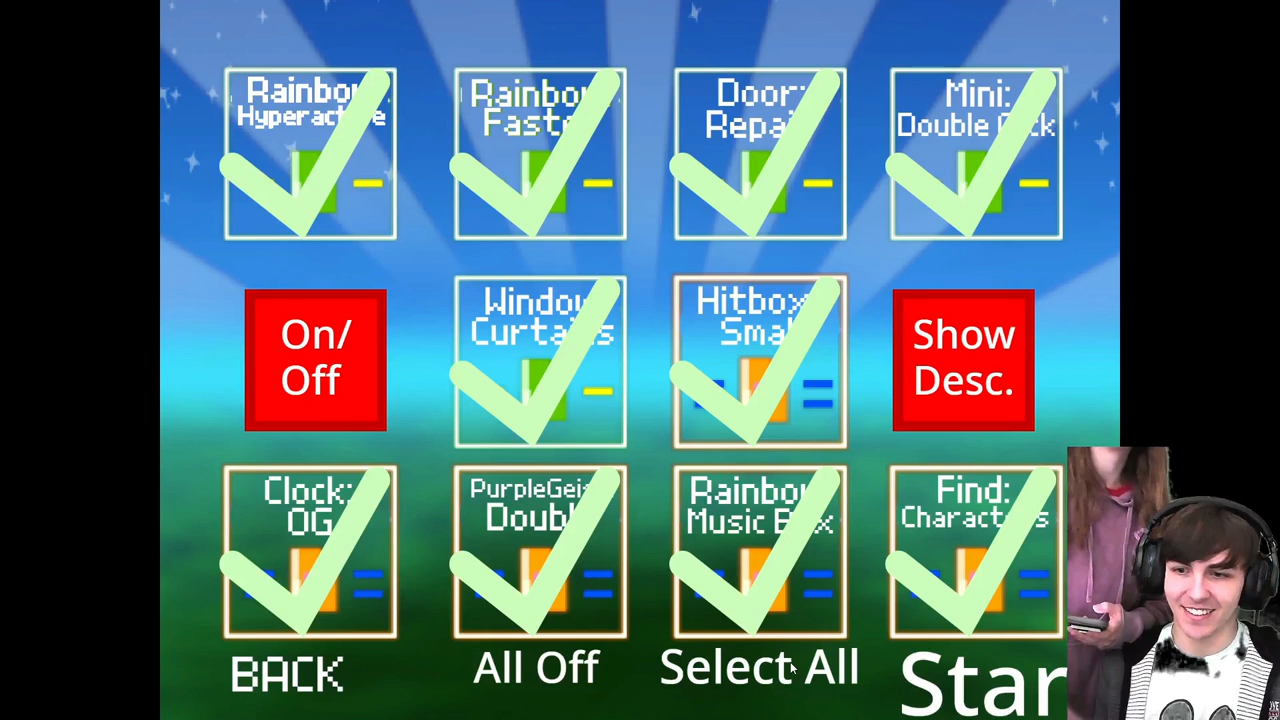 Rainbow:
Hyperactive
Rainbow:
Faster
Door:
Repair
Mini:
Double Click
On/
Off
Window:
Curtains
Hitbox:
Small
Show
Desc.
Clock:
OG
Double
Rainbow:
Music Box
Find:
Characters
BACK
All Off
Select All
Star